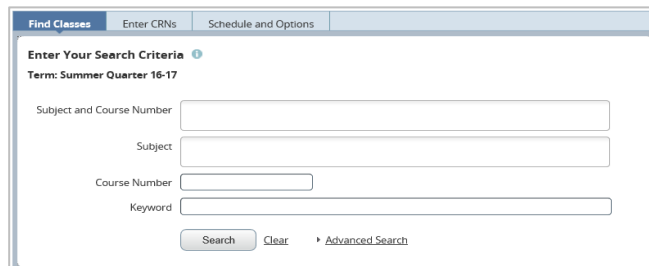 Find Classes Enter CRNs Schedule and Options
Enter Your Search Criteria
Term: Summer Quarter 16-17
Subject and Course Number
Subject
Course Number
Keyword
Search Clear Advanced Search